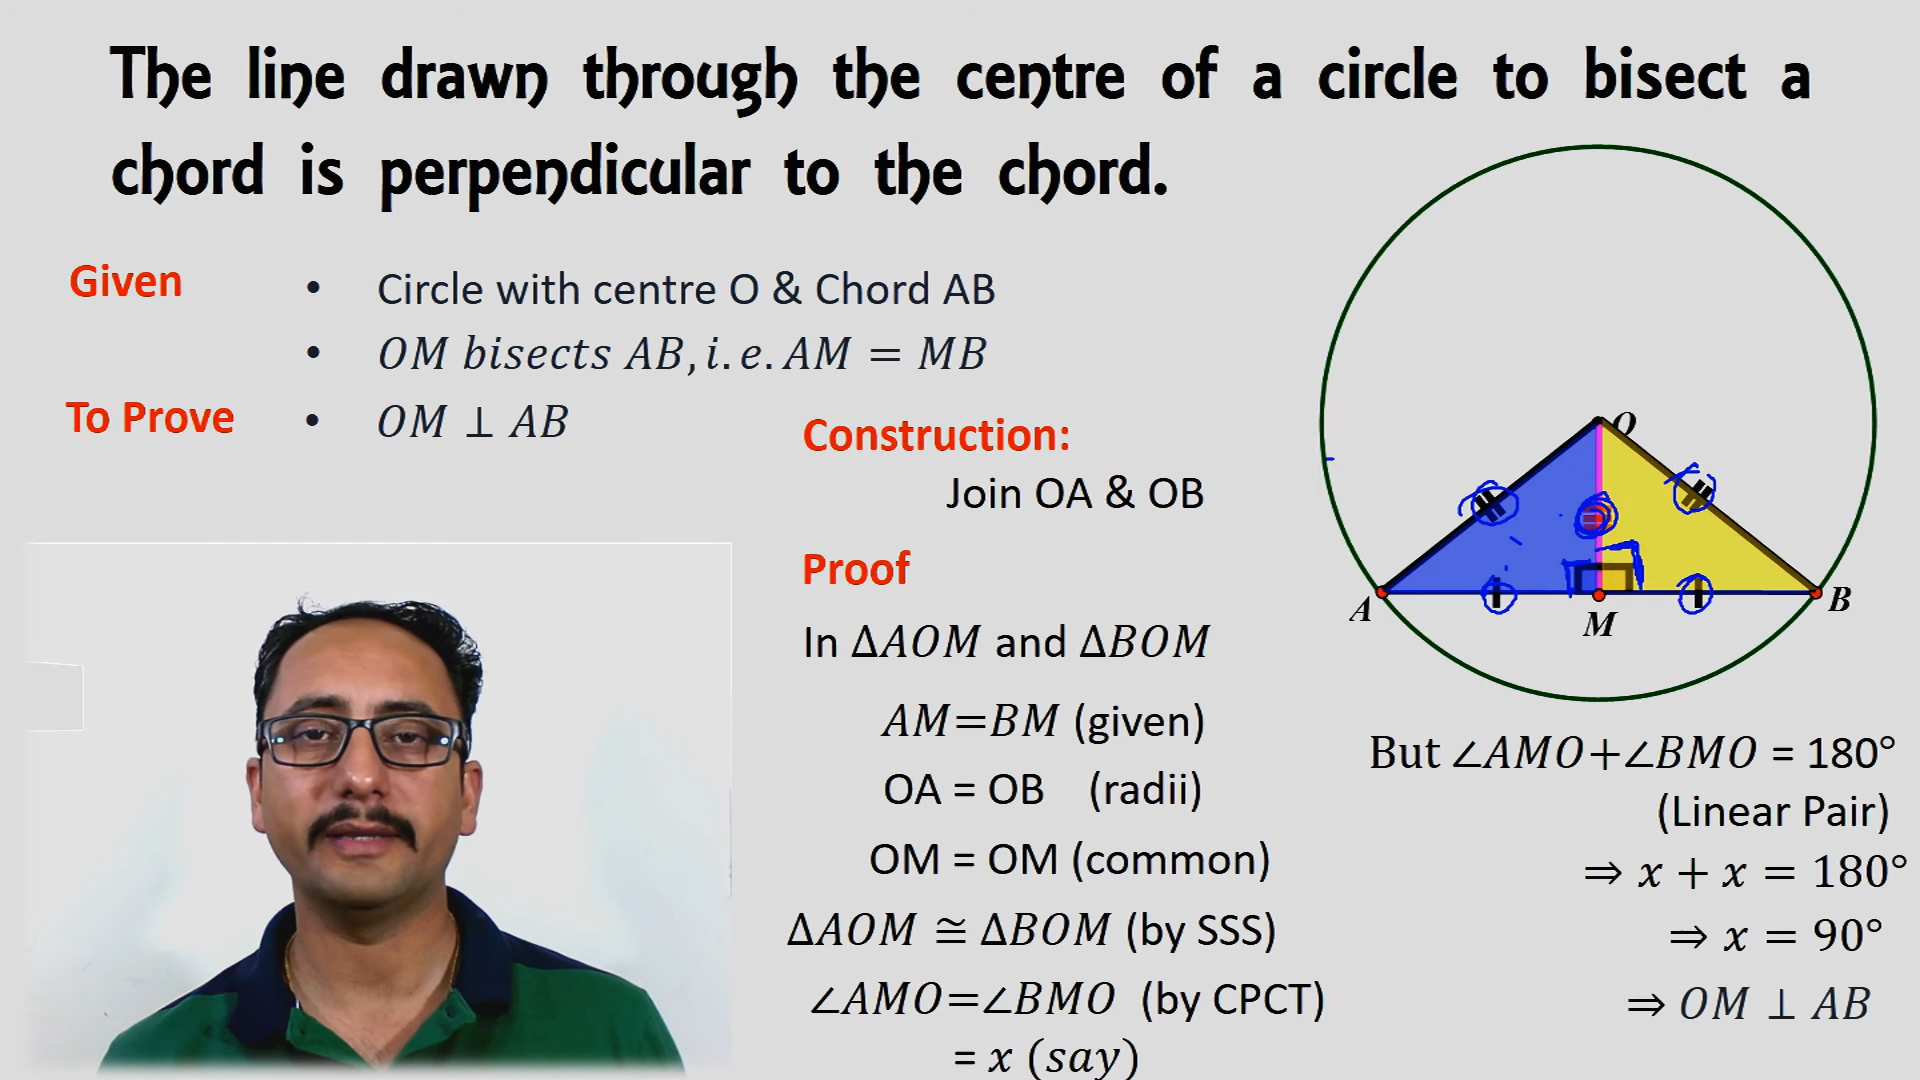 The line drawn through the centre of a circle to bisect a
chord is perpendicular to the chord.
Given
• Circle with centre O & Chord AB
• OM bisects AB, i.e. AM = MB
To Prove
• OM ⊥ AB
Construction:
Join OA & OB
Proof
In ΔAOM and ΔBOM
AM=BM (given)
OA = OB (radii)
OM = OM (common)
ΔAOM ≅ ΔBOM (by SSS)
∠AMO=∠BMO (by CPCT)
= x (say)
O
A
M
B
But ∠AMO+∠BMO = 180°
(Linear Pair)
⇒ x + x = 180°
⇒ x = 90°
⇒ OM ⊥ AB